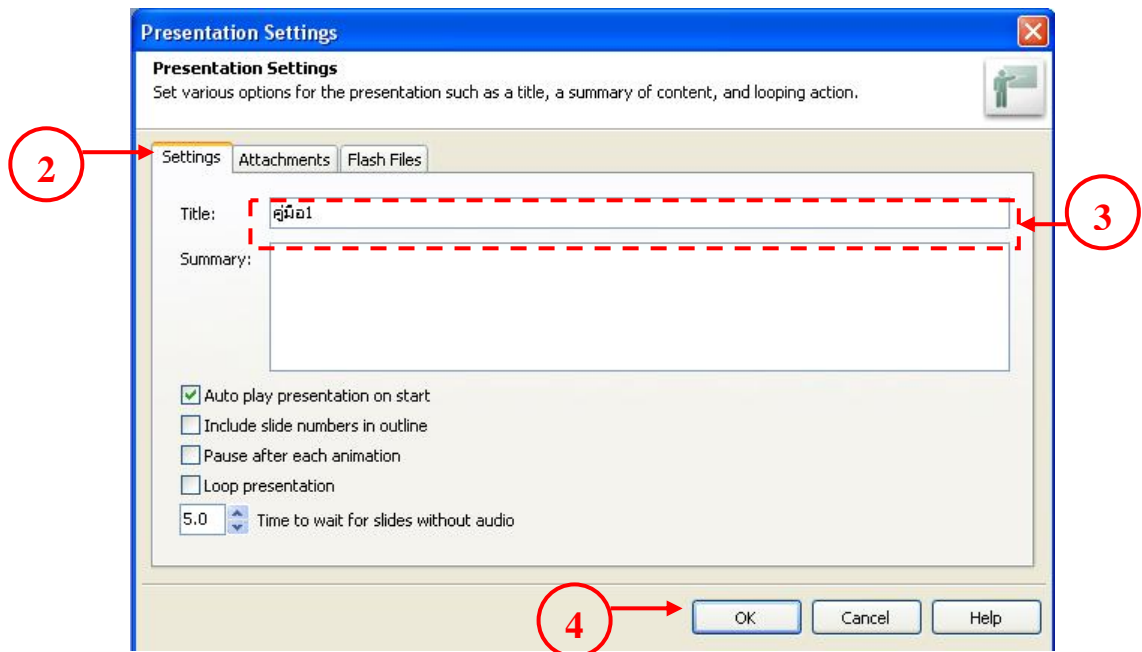 Presentation Settings
Presentation Settings
Set various options for the presentation such as a title, a summary of content, and looping action.
2
Settings Attachments Flash Files
Title: คู่มือ1
3
Summary:
Auto play presentation on start
Include slide numbers in outline
Pause after each animation
Loop presentation
5.0 Time to wait for slides without audio
4
OK Cancel Help